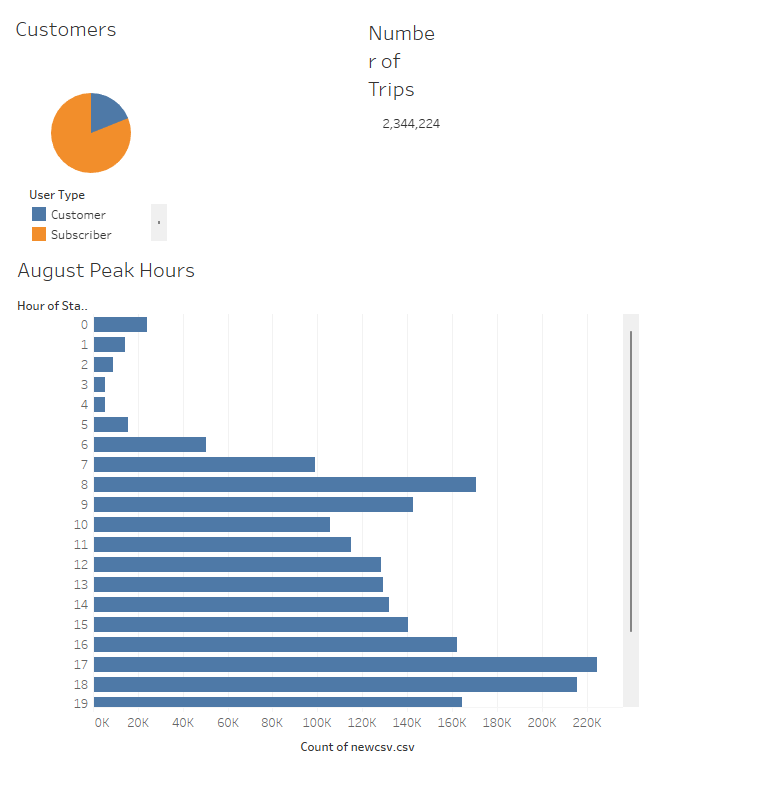 Customers
Numbe
r of
Trips
2,344,224
User Type
Customer
Subscriber
August Peak Hours
Hour of Sta..
0
1
2
3
4
5
6
7
8
9
10
11
12
13
14
15
16
17
18
19
0K 20K 40K 60K 80K 100K 120K 140K 160K 180K 200K 220K
Count of newcsv.csv